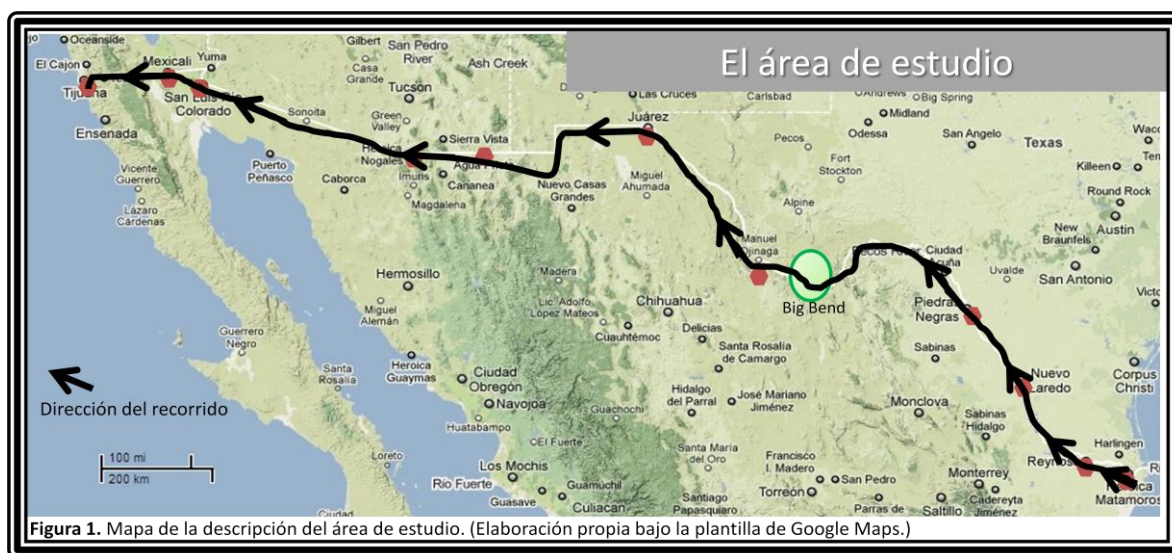 El área de estudio
Oceanside
El Cajon
Tijuana
Mexicali
Yuma
San Luis Rio
Colorado
Ensenada
Vicente
Guerrero
Lázaro
Cárdenas
Puerto
Peñasco
Gilbert
Casa
Grande
San Pedro
River
Ash Creek
Tucson
Sonoita
Green
Valley
Sierra Vista
Heroica
Nogales
Agua Prieta
Imuris
Cananea
Magdalena
Caborca
Las Cruces
Carlsbad
Andrews
Big Spring
Midland
Odessa
Juárez
Pecos
Fort
Stockton
San Angelo
Texas
Killeen
Round Rock
Austin
New
Braunfels
San Antonio
Nuevo Casas
Grandes
Miguel
Ahumada
Alpine
Manuel
Ojinaga
Pecos River
Ciudad
Acuña
Uvalde
Big Bend
Piedras
Negras
Hermosillo
Miguel
Alemán
Madera
Lic. Adolfo
López Mateos
Chihuahua
Cuauhtémoc
Delicias
Santa Rosalía
de Camargo
Sabinas
Guerrero
Negro
Santa
Rosalía
Heroica
Guaymas
Ciudad
Obregón
Navojoa
Huatabampo
Guachochi
Hidalgo
del Parral
José Mariano
Jiménez
Monclova
Nuevo
Laredo
Corpus
Christi
Sabinas
Hidalgo
Harlingen
Reynosa
Matamoros
Dirección del recorrido
100 mi
200 km
Loreto
El Fuerte
Los Mochis
Rio Fuerte
Guasave
Guamúchil
Culiacan
Santa María
del Oro
Santiago
Papasquiaro
Francisco
I. Madero
San Pedro
Torreón
Parras de
Monterrey
Cadereyta
Jiménez
Saltillo
Ciudad
Figura 1. Mapa de la descripción del área de estudio. (Elaboración propia bajo la plantilla de Google Maps.)